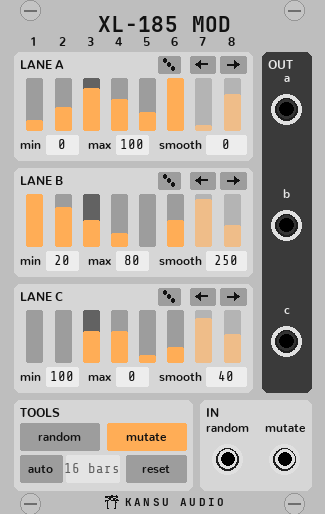 XL-185 MOD
1 2 3 4 5 6 7 8
LANE A
min 0 max 100 smooth 0
LANE B
min 20 max 80 smooth 250
LANE C
min 100 max 0 smooth 40
OUT
a
b
c
TOOLS
random mutate
auto 16 bars reset
IN
random mutate
KANSU AUDIO